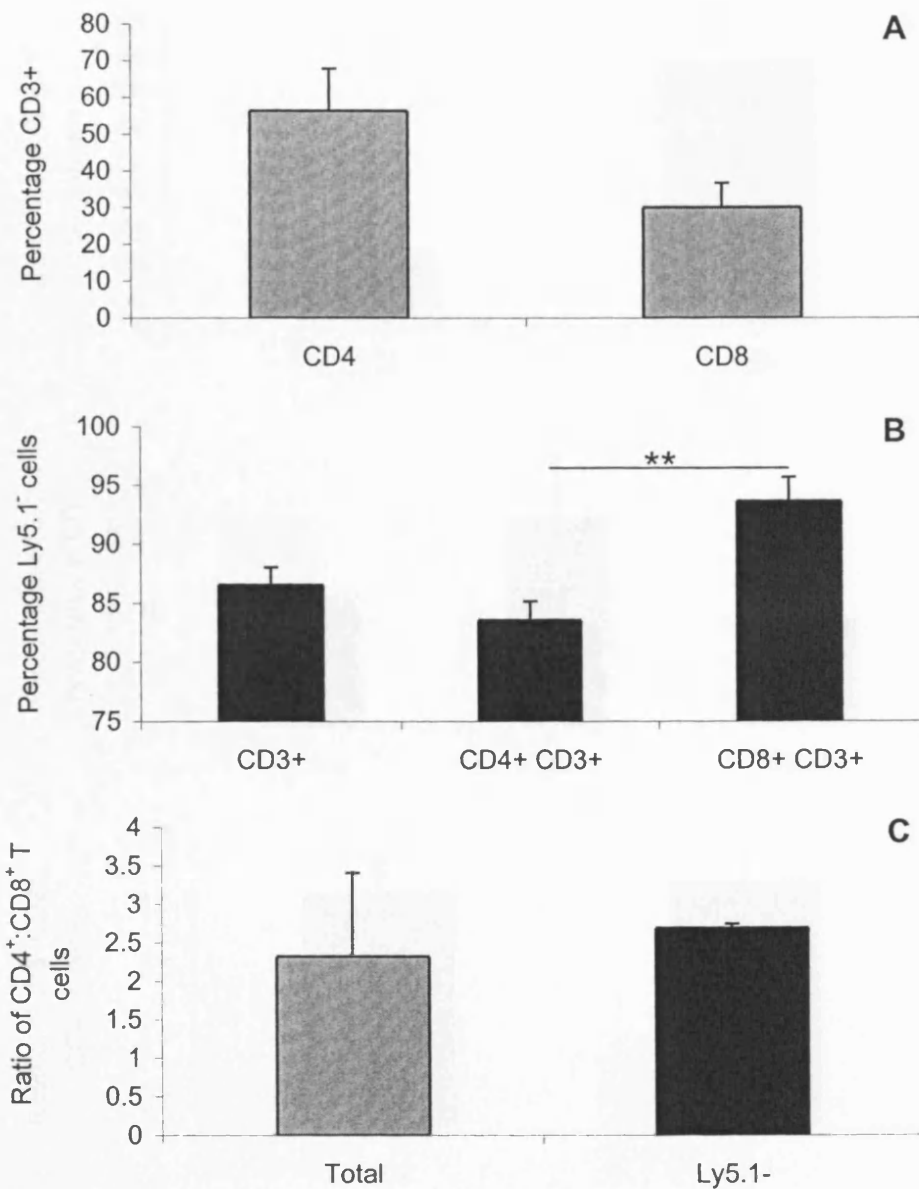 A
Percentage CD3+
80
70
60
50
40
30
20
10
0
CD4 CD8
B
Percentage Ly5.1⁻ cells
100
95
90
85
80
75
**
CD3+ CD4+ CD3+ CD8+ CD3+
C
Ratio of CD4⁺:CD8⁺ T
cells
4
3.5
3
2.5
2
1.5
1
0.5
0
Total Ly5.1-